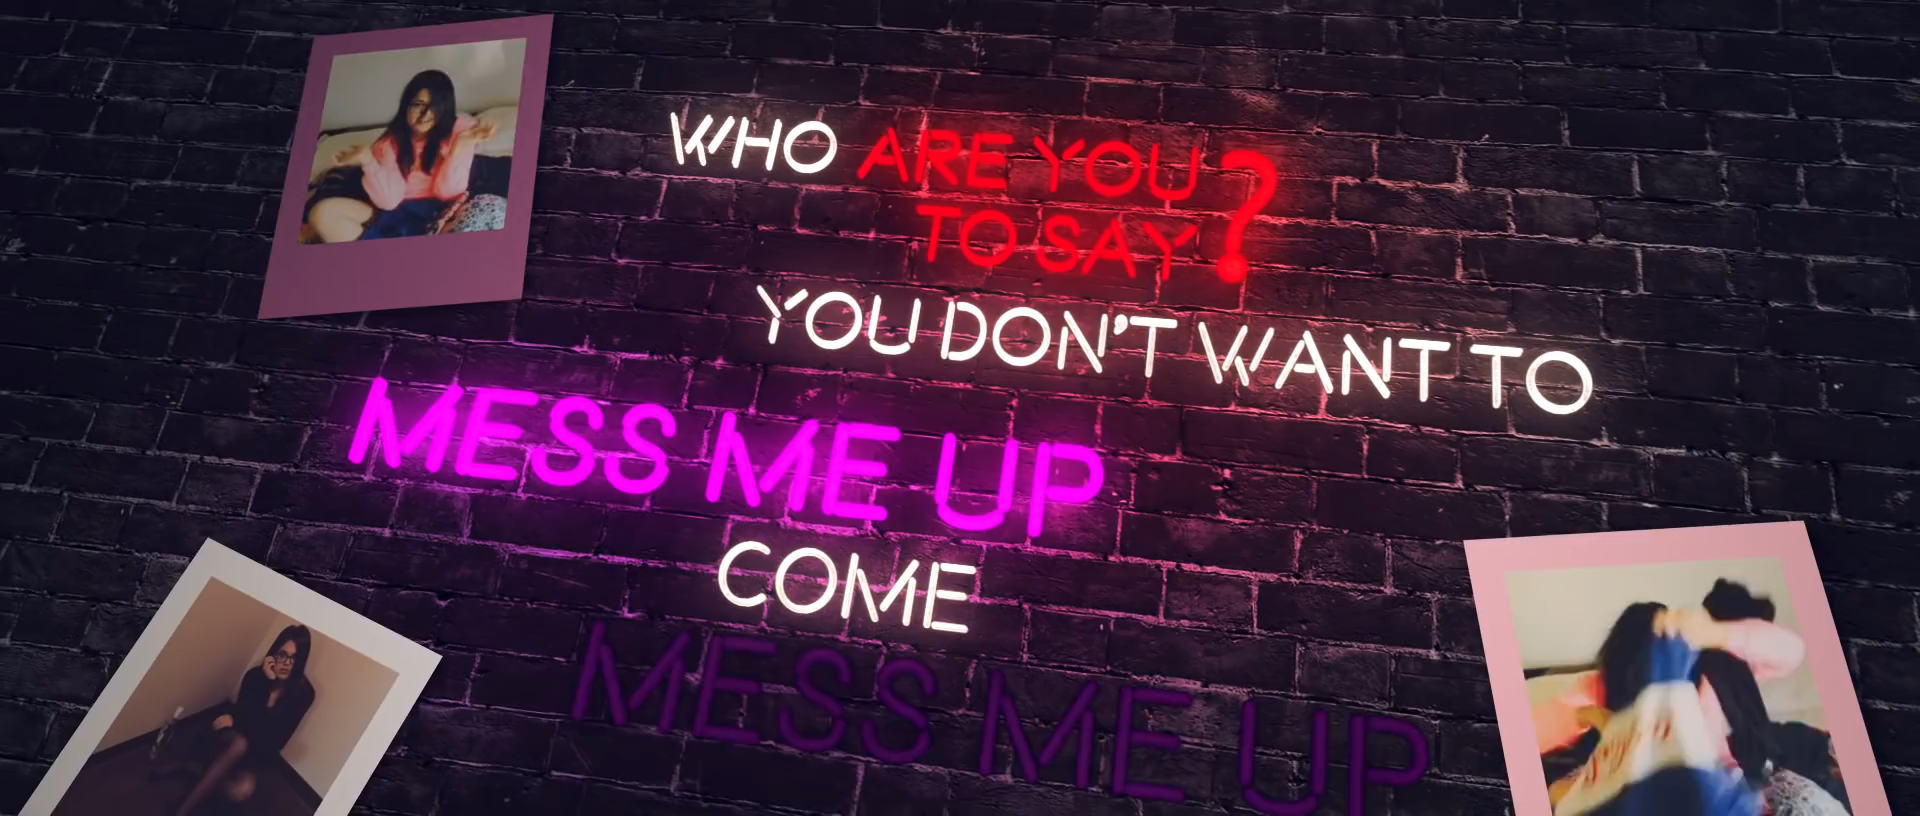 WHO ARE YOU
TO SAY?
YOU DON'T WANT TO
MESS ME UP
COME
MESS ME UP